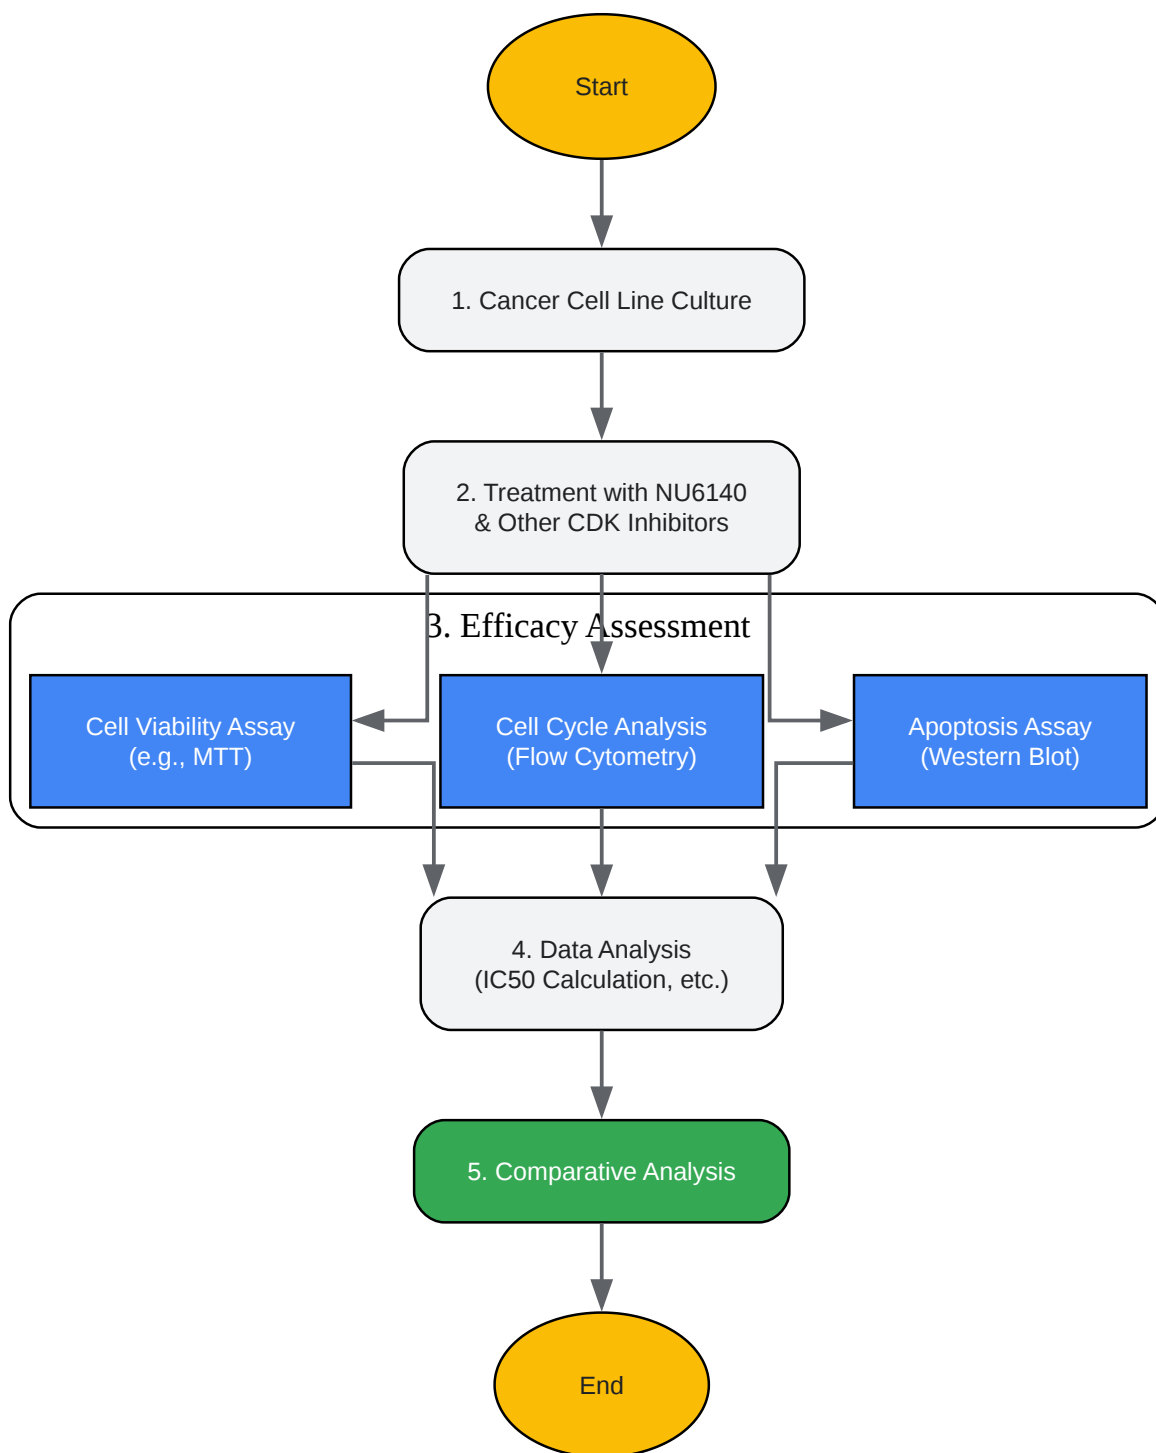 Start
1. Cancer Cell Line Culture
2. Treatment with NU6140
& Other CDK Inhibitors
3. Efficacy Assessment
Cell Viability Assay
(e.g., MTT)
Cell Cycle Analysis
(Flow Cytometry)
Apoptosis Assay
(Western Blot)
4. Data Analysis
(IC50 Calculation, etc.)
5. Comparative Analysis
End